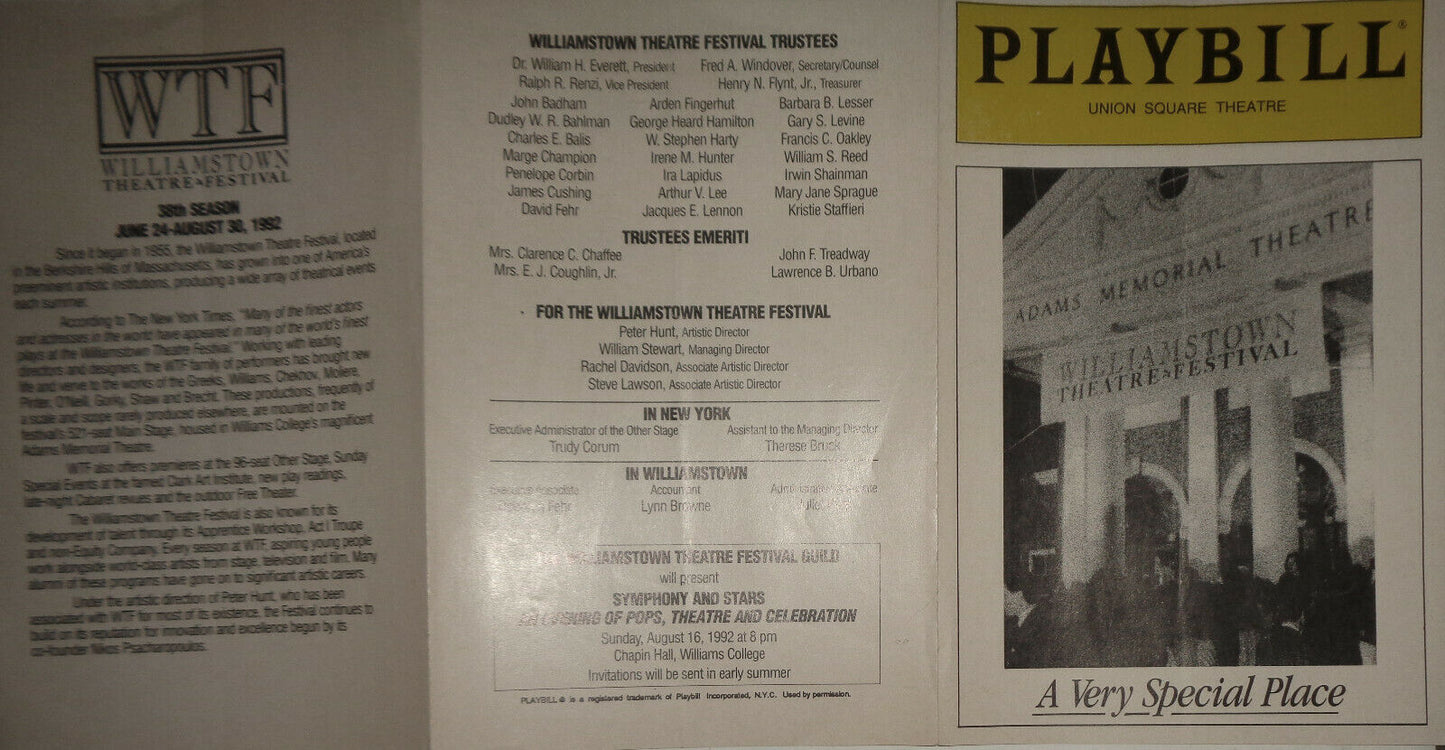 WTF
WILLIAMSTOWN
THEATRE FESTIVAL
38th SEASON
JUNE 24-AUGUST 30, 1992
Since it began in 1955, the Williamstown Theatre Festival, located
in the Berkshire Hills of Massachusetts, has grown into one of America's
preeminent artistic institutions, producing a wide array of theatrical events
each summer.
According to The New York Times, "Many of the finest actors
and actresses in the world have appeared in many of the world's finest
plays at the Williamstown Theatre Festival." Working with leading
directors and designers, the WTF family of performers has brought new
life and verve to the works of the Greeks, Williams, Chekhov, Moliere,
Pinter, O'Neill, Gorky, Shaw and Brecht. These productions, frequently of
a scale and scope rarely produced elsewhere, are mounted on the
festival's 521-seat Main Stage, housed in Williams College's magnificent
Adams Memorial Theatre.
WTF also offers premieres at the 96-seat Other Stage, Sunday
Special Events at the famed Clark Art Institute, new play readings,
late-night Cabaret revues and the outdoor Free Theater.
The Williamstown Theatre Festival is also known for its
development of talent through its Apprentice Workshop, Act I Troupe
and non-Equity Company. Every season at WTF, aspiring young people
work alongside world-class artists from stage, television and film. Many
alumni of these programs have gone on to significant artistic careers.
Under the artistic direction of Peter Hunt, who has been
associated with WTF for most of its existence, the Festival continues to
build on its reputation for innovation and excellence begun by its
co-founder Nikos Psacharopoulos.
WILLIAMSTOWN THEATRE FESTIVAL TRUSTEES
Dr. William H. Everett, President Fred A. Windover, Secretary/Counsel
Ralph R. Renzi, Vice President Henry N. Flynt, Jr., Treasurer
John Badham Arden Fingerhut Barbara B. Lesser
Dudley W. R. Bahlman George Heard Hamilton Gary S. Levine
Charles E. Balis W. Stephen Harty Francis C. Oakley
Marge Champion Irene M. Hunter William S. Reed
Penelope Corbin Ira Lapidus Irwin Shainman
James Cushing Arthur V. Lee Mary Jane Sprague
David Fehr Jacques E. Lennon Kristie Staffieri
TRUSTEES EMERITI
Mrs. Clarence C. Chaffee John F. Treadway
Mrs. E. J. Coughlin, Jr. Lawrence B. Urbano
FOR THE WILLIAMSTOWN THEATRE FESTIVAL
Peter Hunt, Artistic Director
William Stewart, Managing Director
Rachel Davidson, Associate Artistic Director
Steve Lawson, Associate Artistic Director
IN NEW YORK
Executive Administrator of the Other Stage Assistant to the Managing Director
Trudy Corum Therese Bruck
IN WILLIAMSTOWN
Associate Accountant
Fehr Lynn Browne
WILLIAMSTOWN THEATRE FESTIVAL GUILD
will present
SYMPHONY AND STARS
AN EVENING OF POPS, THEATRE AND CELEBRATION
Sunday, August 16, 1992 at 8 pm
Chapin Hall, Williams College
Invitations will be sent in early summer
PLAYBILL ® is a registered trademark of Playbill Incorporated, N.Y.C. Used by permission.
PLAYBILL®
UNION SQUARE THEATRE
ADAMS MEMORIAL THEATRE
WILLIAMSTOWN
THEATRE FESTIVAL
A Very Special Place